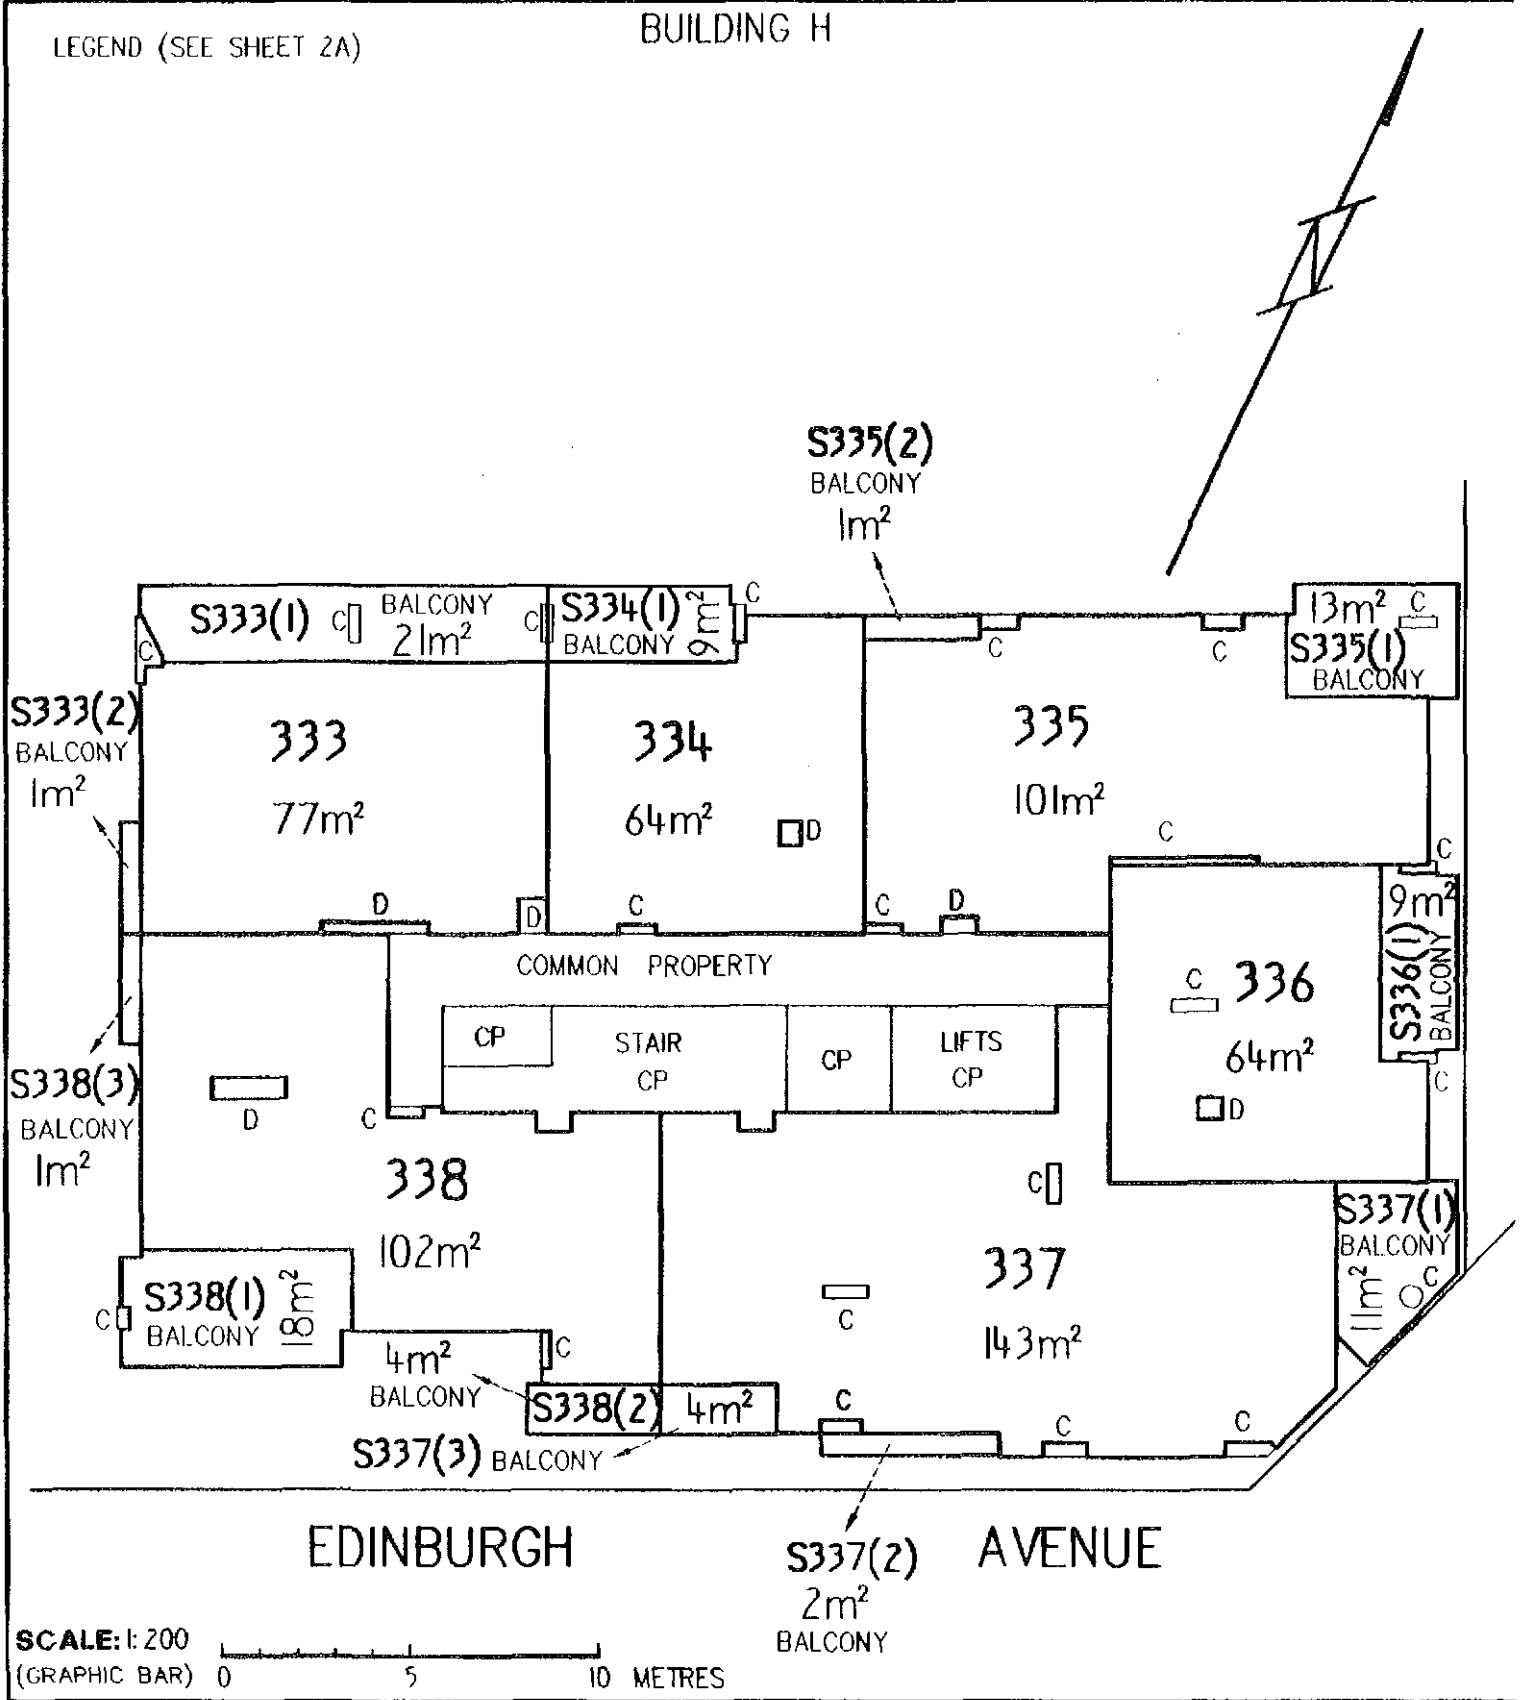 BUILDING H
LEGEND (SEE SHEET 2A)
N
S335(2)
BALCONY
1m²
S333(1)
C
BALCONY
21m²
C
S334(1)
BALCONY
9m²
C
C
C
13m²
C
S335(1)
BALCONY
C
S333(2)
BALCONY
1m²
333
77m²
334
64m²
D
335
101m²
C
C
D
D
C
C
D
9m²
S336(1)
BALCONY
C
COMMON PROPERTY
C
336
64m²
D
CP
STAIR
CP
CP
LIFTS
CP
S338(3)
BALCONY
1m²
D
C
338
102m²
C
337
143m²
C
S337(1)
BALCONY
11m²
C
C
S338(1)
BALCONY
18m²
C
4m²
BALCONY
S338(2)
4m²
S337(3) BALCONY
C
C
C
EDINBURGH AVENUE
S337(2)
2m²
BALCONY
SCALE: 1:200
(GRAPHIC BAR) 0 5 10 METRES